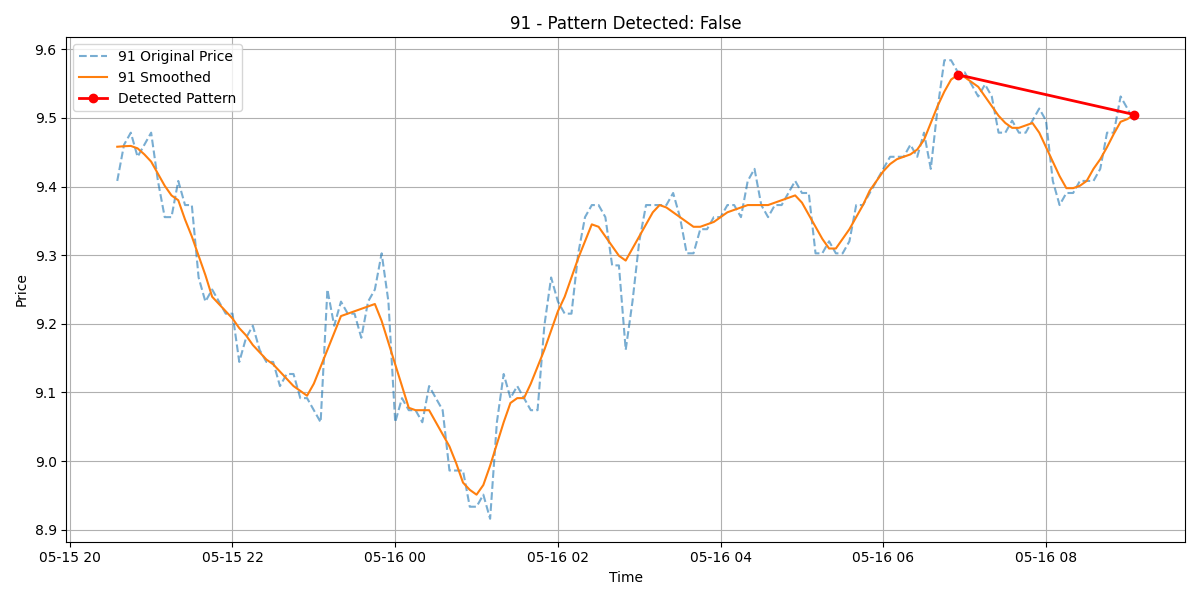 91 - Pattern Detected: False
91 Original Price
91 Smoothed
Detected Pattern
Price
9.6
9.5
9.4
9.3
9.2
9.1
9.0
8.9
05-15 20
05-15 22
05-16 00
05-16 02
05-16 04
05-16 06
05-16 08
Time